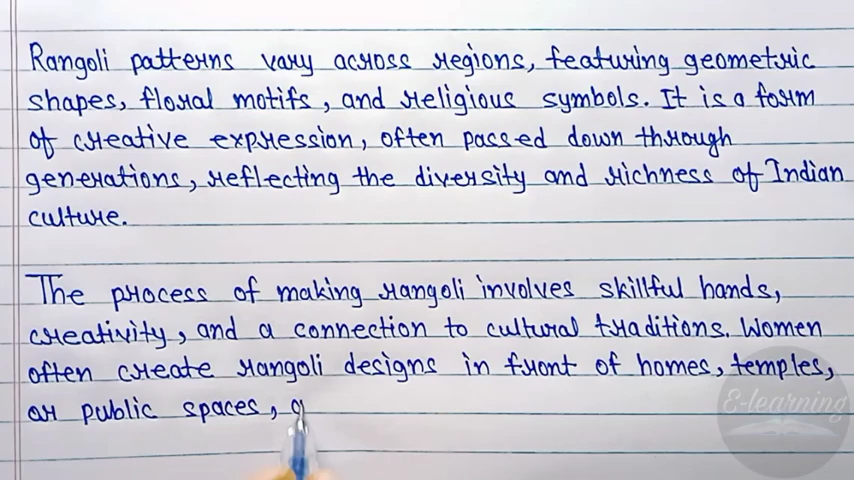 Rangoli patterns vary across regions, featuring geometric
shapes, floral motifs, and religious symbols. It is a form
of creative expression, often passed down through
generations, reflecting the diversity and richness of Indian
culture.
The process of making rangoli involves skillful hands,
creativity, and a connection to cultural traditions. Women
often create rangoli designs in front of homes, temples,
or public spaces,
E-learning